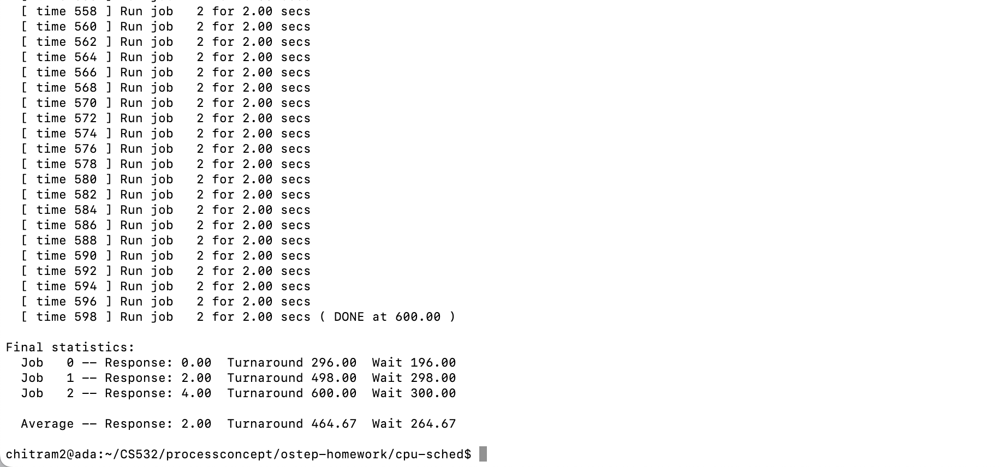 [ time 558 ] Run job   2 for 2.00 secs
[ time 560 ] Run job   2 for 2.00 secs
[ time 562 ] Run job   2 for 2.00 secs
[ time 564 ] Run job   2 for 2.00 secs
[ time 566 ] Run job   2 for 2.00 secs
[ time 568 ] Run job   2 for 2.00 secs
[ time 570 ] Run job   2 for 2.00 secs
[ time 572 ] Run job   2 for 2.00 secs
[ time 574 ] Run job   2 for 2.00 secs
[ time 576 ] Run job   2 for 2.00 secs
[ time 578 ] Run job   2 for 2.00 secs
[ time 580 ] Run job   2 for 2.00 secs
[ time 582 ] Run job   2 for 2.00 secs
[ time 584 ] Run job   2 for 2.00 secs
[ time 586 ] Run job   2 for 2.00 secs
[ time 588 ] Run job   2 for 2.00 secs
[ time 590 ] Run job   2 for 2.00 secs
[ time 592 ] Run job   2 for 2.00 secs
[ time 594 ] Run job   2 for 2.00 secs
[ time 596 ] Run job   2 for 2.00 secs
[ time 598 ] Run job   2 for 2.00 secs ( DONE at 600.00 )
Final statistics:
Job   0 -- Response: 0.00  Turnaround 296.00  Wait 196.00
Job   1 -- Response: 2.00  Turnaround 498.00  Wait 298.00
Job   2 -- Response: 4.00  Turnaround 600.00  Wait 300.00
Average -- Response: 2.00  Turnaround 464.67  Wait 264.67
chitram2@ada:~/CS532/processconcept/ostep-homework/cpu-sched$